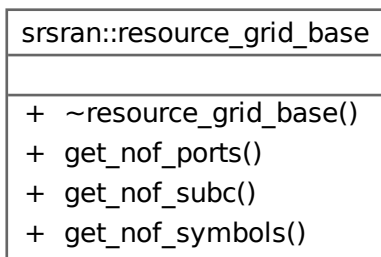 srsran::resource_grid_base
+ ~resource_grid_base()
+ get_nof_ports()
+ get_nof_subc()
+ get_nof_symbols()